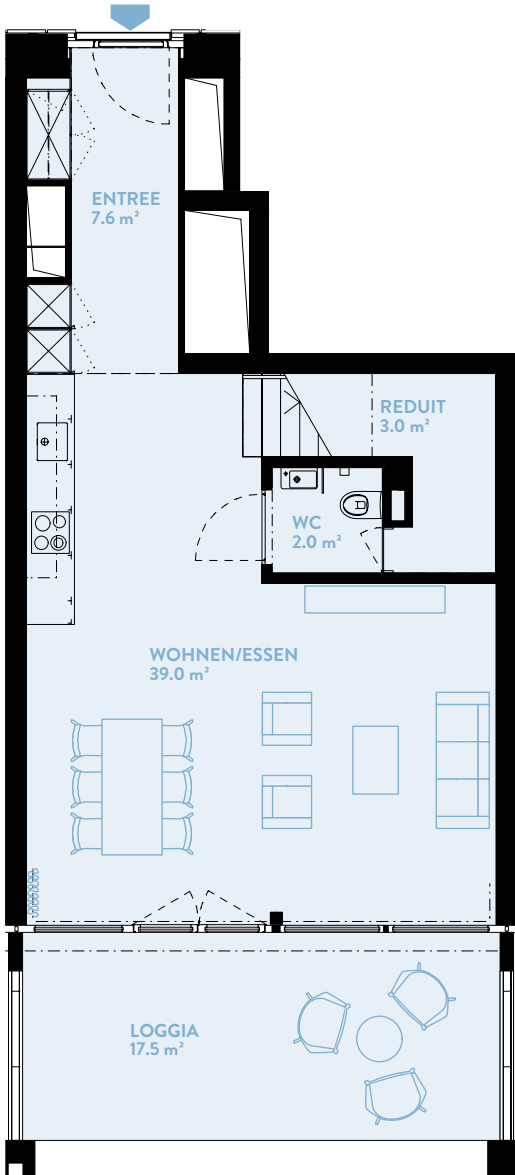 ENTREE
7.6 m²
REDUIT
3.0 m²
WC
2.0 m²
WOHNEN/ESSEN
39.0 m²
LOGGIA
17.5 m²